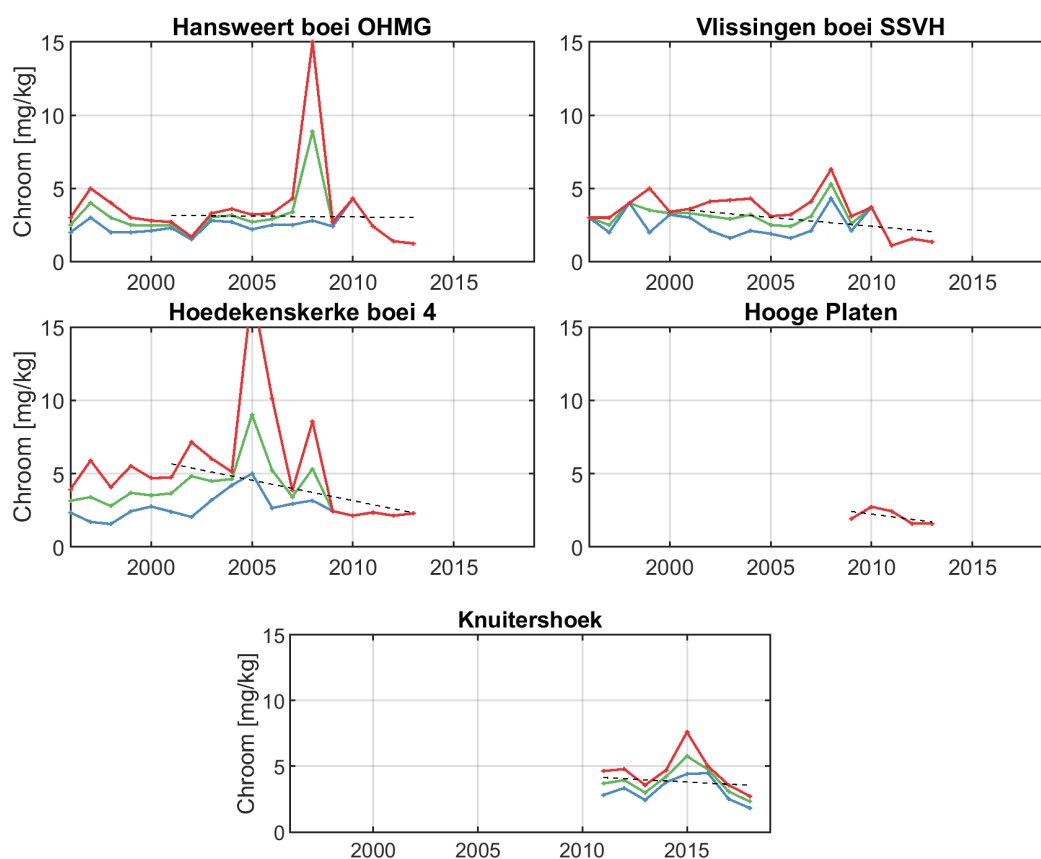 Hansweert boei OHMG
Vlissingen boei SSVH
15
10
5
0
Chroom [mg/kg]
2000 2005 2010 2015
15
10
5
0
2000 2005 2010 2015
Hoedekenskerke boei 4
Hooge Platen
15
10
5
0
Chroom [mg/kg]
2000 2005 2010 2015
15
10
5
0
2000 2005 2010 2015
Knuitershoek
15
10
5
0
Chroom [mg/kg]
2000 2005 2010 2015